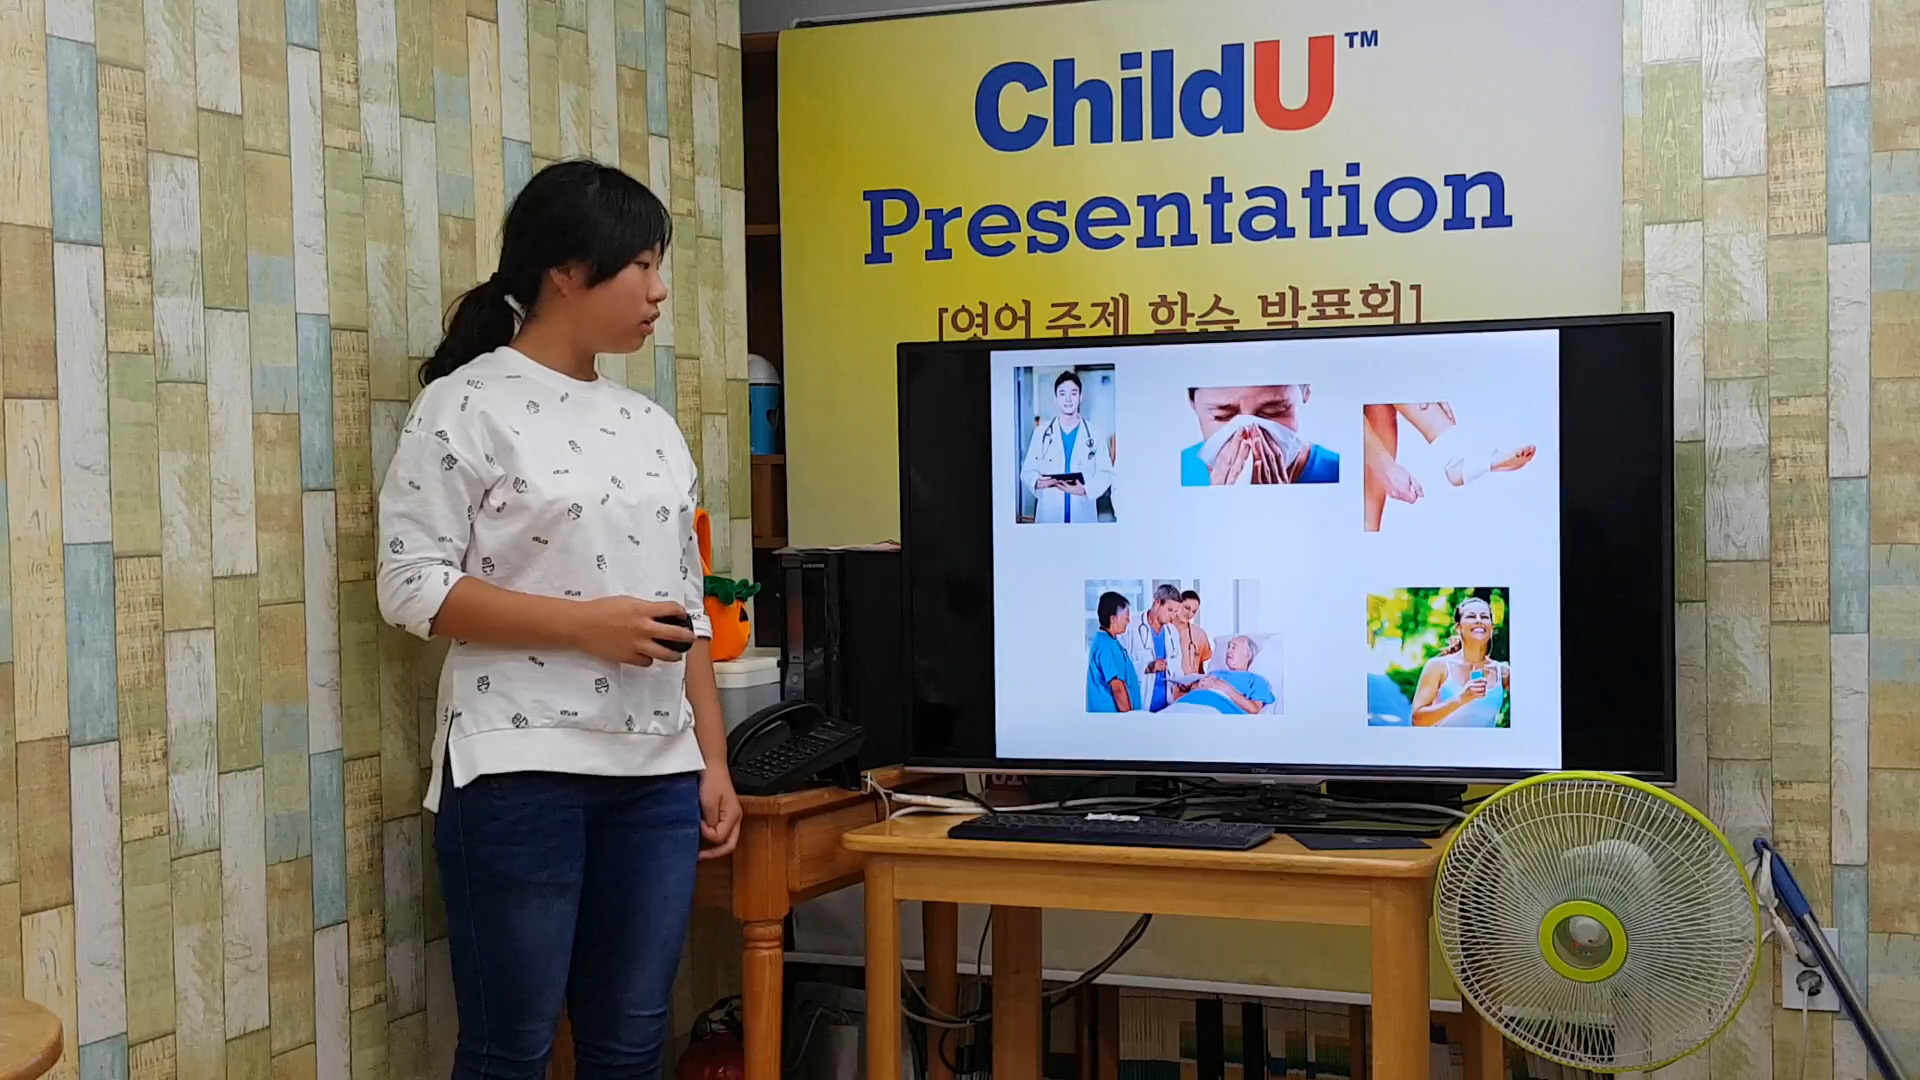 ChildU™
Presentation
[영어 주제 학습 발표회]